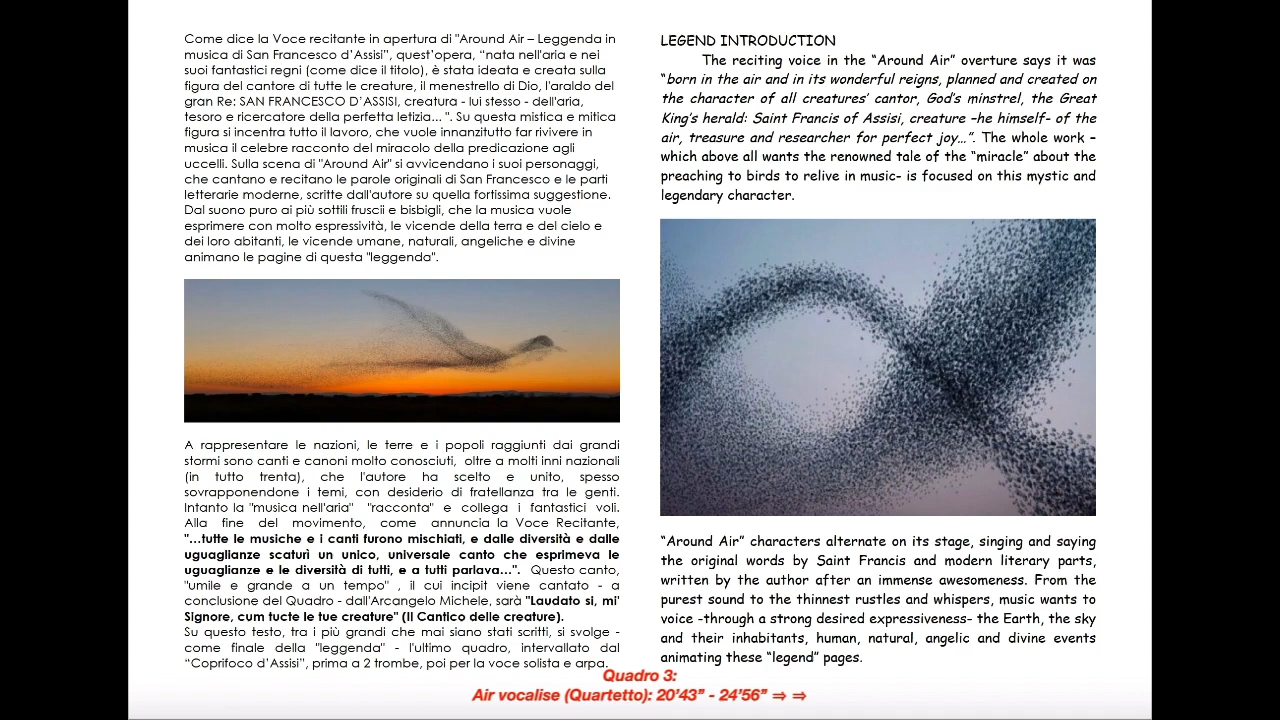 Come dice la Voce recitante in apertura di "Around Air – Leggenda in
musica di San Francesco d'Assisi", quest'opera, "nata nell'aria e nei
suoi fantastici regni (come dice il titolo), è stata ideata e creata sulla
figura del cantore di tutte le creature, il menestrello di Dio, l'araldo del
gran Re: SAN FRANCESCO D'ASSISI, creatura - lui stesso - dell'aria,
tesoro e ricercatore della perfetta letizia... ". Su questa mistica e mitica
figura si incentra tutto il lavoro, che vuole innanzitutto far rivivere in
musica il celebre racconto del miracolo della predicazione agli
uccelli. Sulla scena di "Around Air" si avvicendano i suoi personaggi,
che cantano e recitano le parole originali di San Francesco e le parti
letterarie moderne, scritte dall'autore su quella fortissima suggestione.
Dal suono puro ai più sottili fruscii e bisbigli, che la musica vuole
esprimere con molto espressività, le vicende della terra e del cielo e
dei loro abitanti, le vicende umane, naturali, angeliche e divine
animano le pagine di questa "leggenda".
A rappresentare le nazioni, le terre e i popoli raggiunti dai grandi
stormi sono canti e canoni molto conosciuti, oltre a molti inni nazionali
(in tutto trenta), che l'autore ha scelto e unito, spesso
sovrapponendone i temi, con desiderio di fratellanza tra le genti.
Intanto la "musica nell'aria" "racconta" e collega i fantastici voli.
Alla fine del movimento, come annuncia la Voce Recitante,
"…tutte le musiche e i canti furono mischiati, e dalle diversità e dalle
uguaglianze scaturì un unico, universale canto che esprimeva le
uguaglianze e le diversità di tutti, e a tutti parlava…". Questo canto,
"umile e grande a un tempo" , il cui incipit viene cantato - a
conclusione del Quadro - dall'Arcangelo Michele, sarà "Laudato si, mi'
Signore, cum tucte le tue creature" (Il Cantico delle creature).
Su questo testo, tra i più grandi che mai siano stati scritti, si svolge -
come finale della "leggenda" - l'ultimo quadro, intervallato dal
"Coprifoco d'Assisi", prima a 2 trombe, poi per la voce solista e arpa.
LEGEND INTRODUCTION
The reciting voice in the "Around Air" overture says it was
"born in the air and in its wonderful reigns, planned and created on
the character of all creatures' cantor, God's minstrel, the Great
King's herald: Saint Francis of Assisi, creature –he himself– of the
air, treasure and researcher for perfect joy…". The whole work –
which above all wants the renowned tale of the "miracle" about the
preaching to birds to relive in music- is focused on this mystic and
legendary character.
"Around Air" characters alternate on its stage, singing and saying
the original words by Saint Francis and modern literary parts,
written by the author after an immense awesomeness. From the
purest sound to the thinnest rustles and whispers, music wants to
voice -through a strong desired expressiveness- the Earth, the sky
and their inhabitants, human, natural, angelic and divine events
animating these "legend" pages.
Quadro 3:
Air vocalise (Quartetto): 20'43" - 24'56" ⇒ ⇒